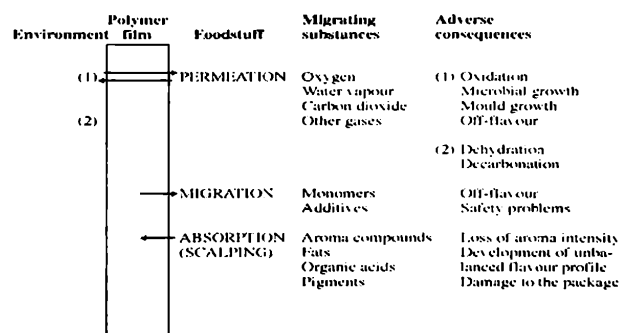 Environment Polymer film Foodstuff Migrating substances Adverse consequences
(1) PERMEATION Oxygen (1) Oxidation
Water vapour Microbial growth
Carbon dioxide Mould growth
(2) Other gases Off-flavour
(2) Dehydration
Decarbonation
MIGRATION Monomers Off-flavour
Additives Safety problems
ABSORPTION Aroma compounds Loss of aroma intensity
(SCALPING) Fats Development of unba-
Organic acids lanced flavour profile
Pigments Damage to the package